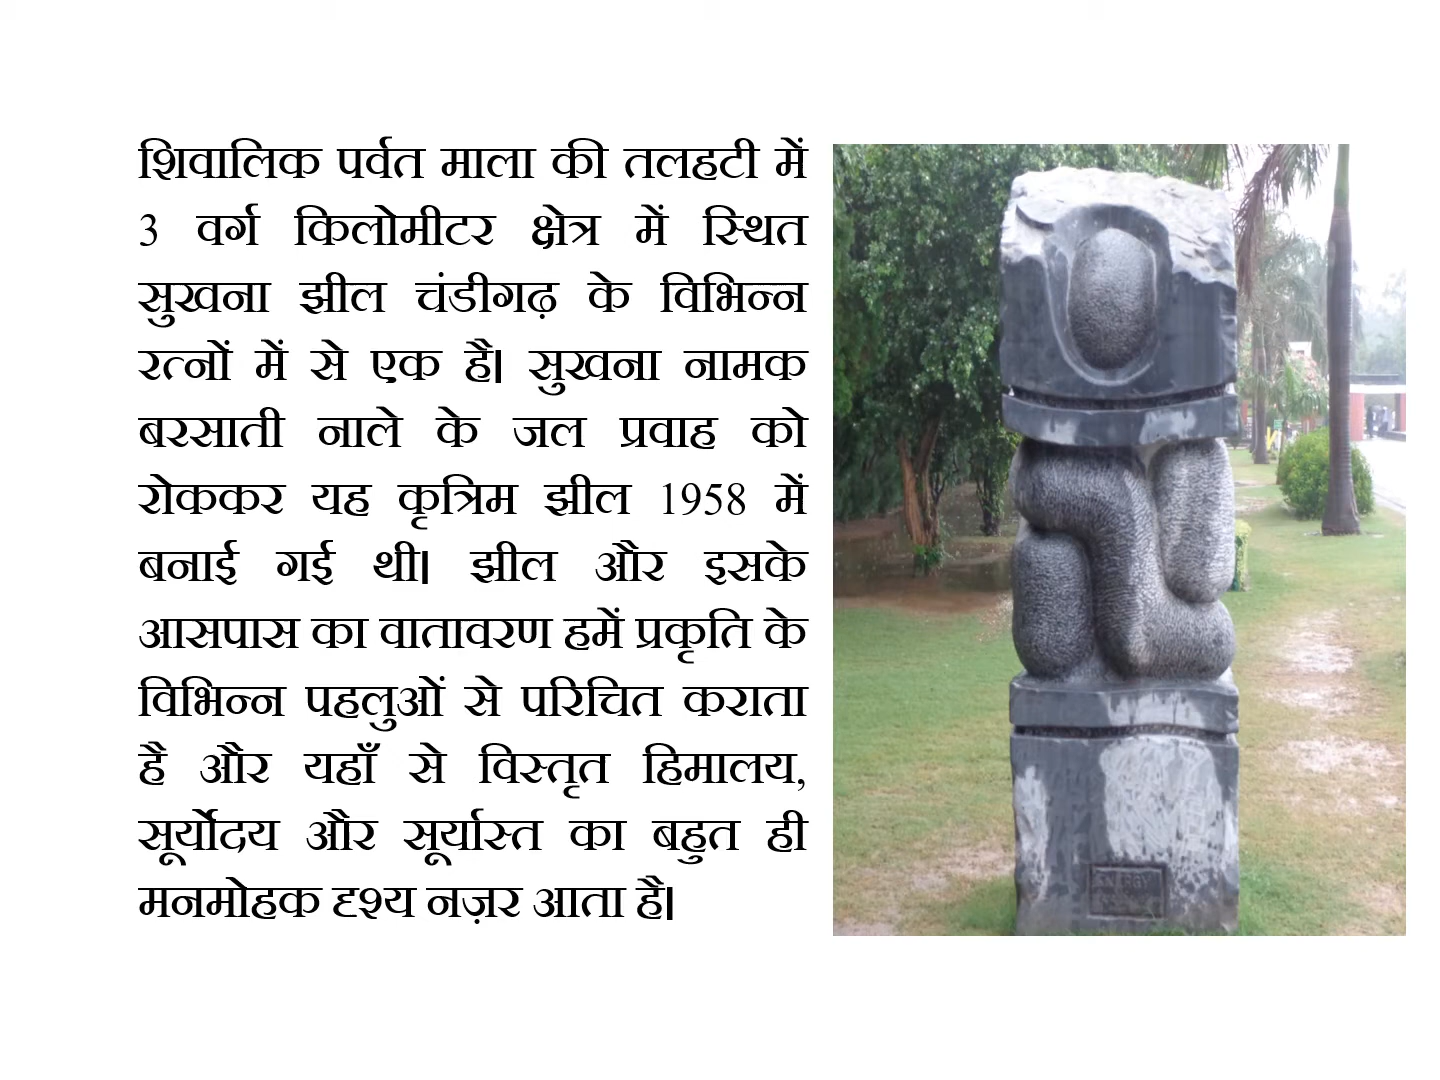 शिवालिक पर्वत माला की तलहटी में
3 वर्ग किलोमीटर क्षेत्र में स्थित
सुखना झील चंडीगढ़ के विभिन्न
रत्नों में से एक है। सुखना नामक
बरसाती नाले के जल प्रवाह को
रोककर यह कृत्रिम झील 1958 में
बनाई गई थी। झील और इसके
आसपास का वातावरण हमें प्रकृति के
विभिन्न पहलुओं से परिचित कराता
है और यहाँ से विस्तृत हिमालय,
सूर्योदय और सूर्यास्त का बहुत ही
मनमोहक दृश्य नज़र आता है।